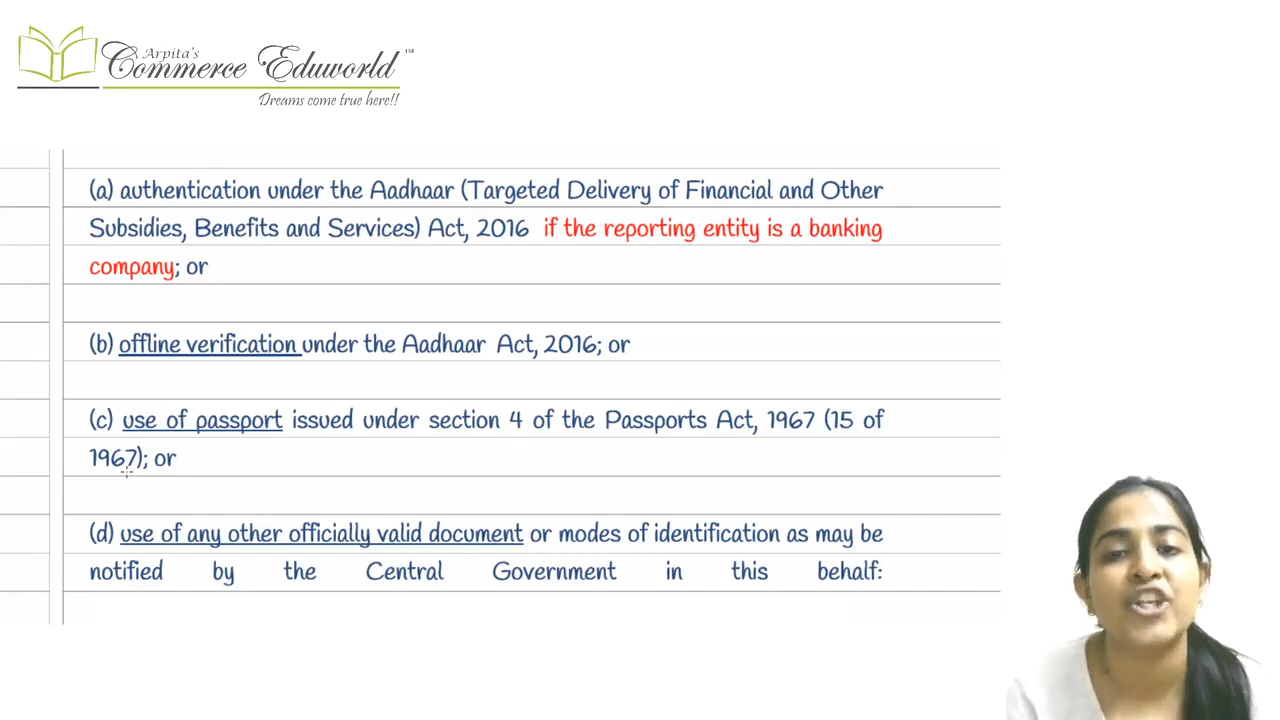 Arpita's
Commerce Eduworld™
Dreams come true here!!
(a) authentication under the Aadhaar (Targeted Delivery of Financial and Other
Subsidies, Benefits and Services) Act, 2016 if the reporting entity is a banking
company; or
(b) offline verification under the Aadhaar Act, 2016; or
(c) use of passport issued under section 4 of the Passports Act, 1967 (15 of
1967); or
(d) use of any other officially valid document or modes of identification as may be
notified by the Central Government in this behalf: